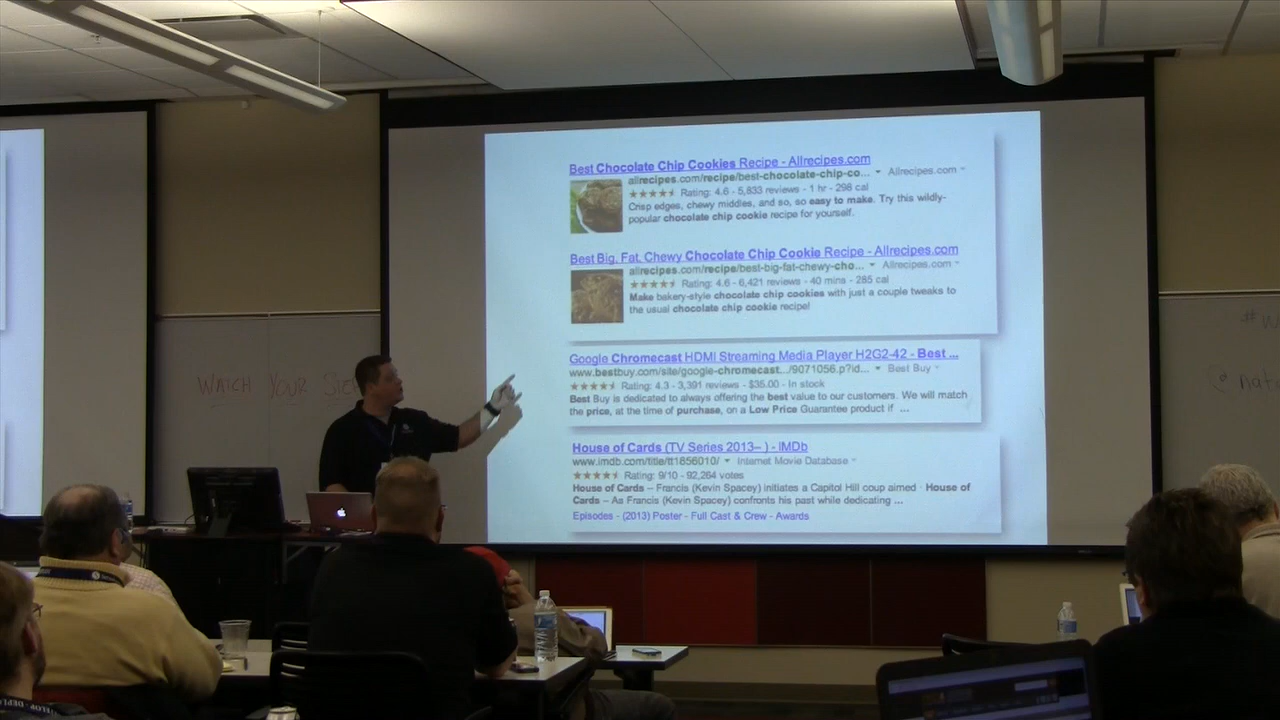 Best Chocolate Chip Cookies Recipe - Allrecipes.com
allrecipes.com/recipe/best-chocolate-chip-co... Allrecipes.com
Rating: 4.6 - 5,833 reviews - 1 hr - 298 cal
Crisp edges, chewy middles, and so, so easy to make. Try this wildly-
popular chocolate chip cookie recipe for yourself.
Best Big, Fat, Chewy Chocolate Chip Cookie Recipe - Allrecipes.com
allrecipes.com/recipe/best-big-fat-chewy-cho... Allrecipes.com
Rating: 4.6 - 6,421 reviews - 40 mins - 285 cal
Make bakery-style chocolate chip cookies with just a couple tweaks to
the usual chocolate chip cookie recipe!
Google Chromecast HDMI Streaming Media Player H2G2-42 - Best ...
www.bestbuy.com/site/google-chromecast.../9071056.p?id... Best Buy
Rating: 4.3 - 3,391 reviews - $35.00 - In stock
Best Buy is dedicated to always offering the best value to our customers. We will match
the price, at the time of purchase, on a Low Price Guarantee product if ...
House of Cards (TV Series 2013– ) - IMDb
www.imdb.com/title/tt1856010/ Internet Movie Database
Rating: 9/10 - 92,264 votes
House of Cards -- Francis (Kevin Spacey) initiates a Capitol Hill coup aimed · House of
Cards -- As Francis (Kevin Spacey) confronts his past while dedicating ...
Episodes - (2013) Poster - Full Cast & Crew - Awards
WATCH YOUR STE